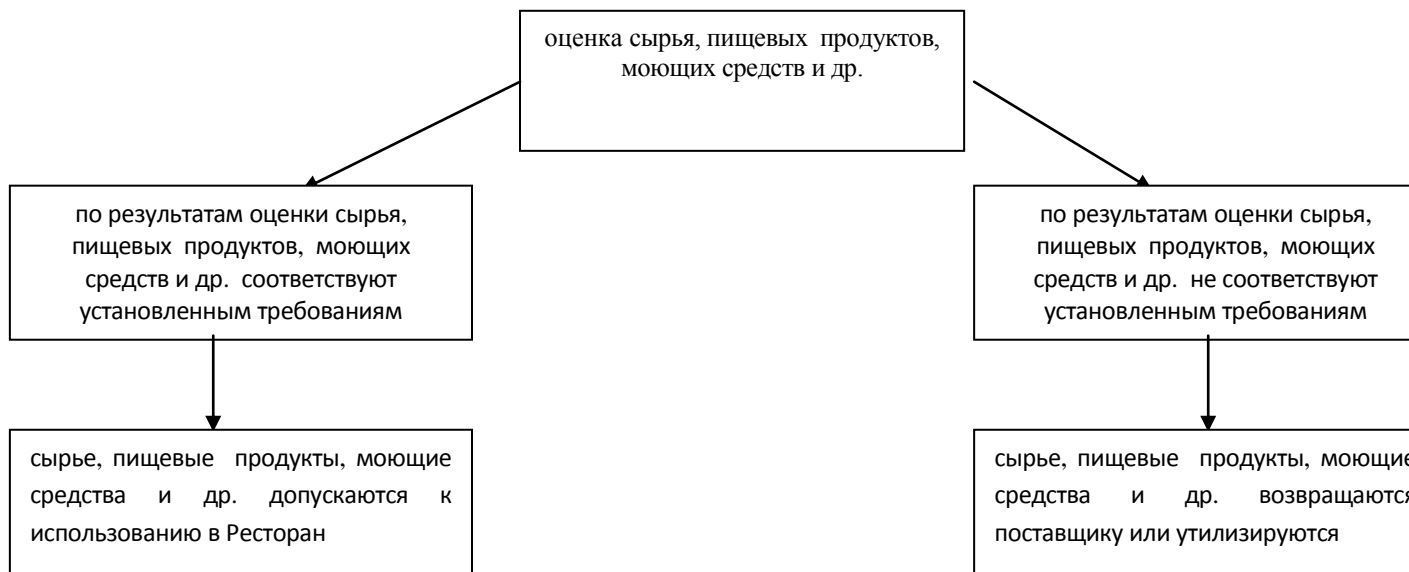 оценка сырья, пищевых продуктов,
моющих средств и др.
по результатам оценки сырья,
пищевых продуктов, моющих
средств и др. соответствуют
установленным требованиям
по результатам оценки сырья,
пищевых продуктов, моющих
средств и др. не соответствуют
установленным требованиям
сырье, пищевые продукты, моющие
средства и др. допускаются к
использованию в Ресторан
сырье, пищевые продукты, моющие
средства и др. возвращаются
поставщику или утилизируются